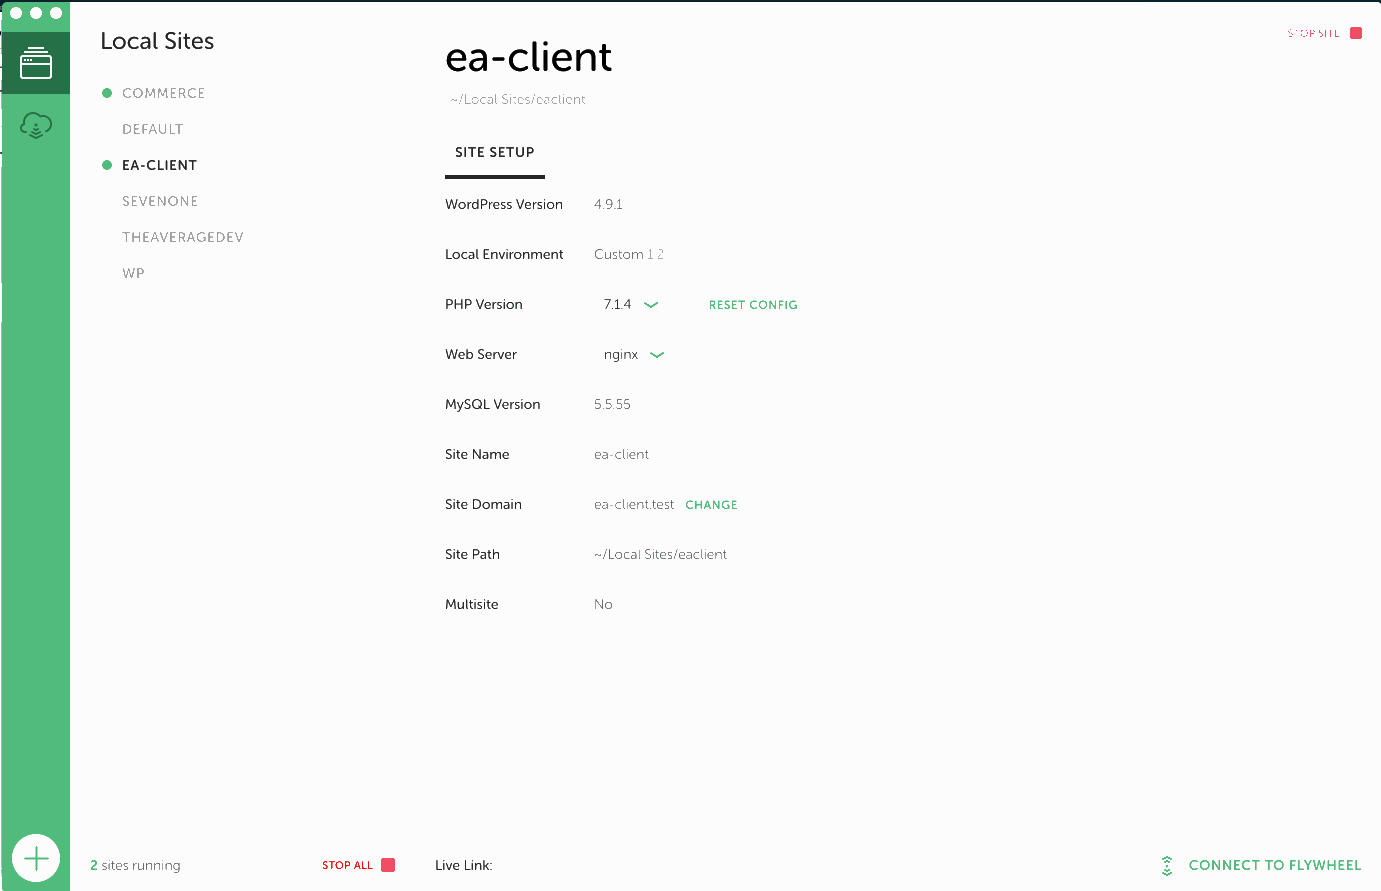 Local Sites
COMMERCE
DEFAULT
EA-CLIENT
SEVENONE
THEAVERAGEDEV
WP
2 sites running
STOP ALL
ea-client
~/Local Sites/eaclient
STOP SITE
SITE SETUP
WordPress Version 4.9.1
Local Environment Custom 1.2
PHP Version 7.1.4 RESET CONFIG
Web Server nginx
MySQL Version 5.5.55
Site Name ea-client
Site Domain ea-client.test CHANGE
Site Path ~/Local Sites/eaclient
Multisite No
Live Link:
CONNECT TO FLYWHEEL